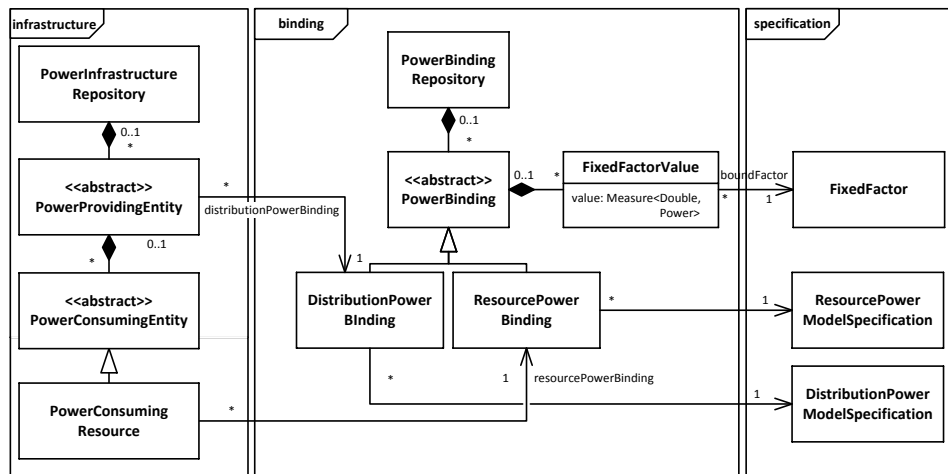 infrastructure
PowerInfrastructure
Repository
0..1
*
<<abstract>>
PowerProvidingEntity
0..1
*
<<abstract>>
PowerConsumingEntity
PowerConsuming
Resource
*
distributionPowerBinding
1
*
1
resourcePowerBinding
binding
PowerBinding
Repository
0..1
*
<<abstract>>
PowerBinding
0..1
*
FixedFactorValue
value: Measure<Double,
Power>
boundFactor
*
1
DistributionPower
BInding
ResourcePower
Binding
*
1
*
1
specification
FixedFactor
ResourcePower
ModelSpecification
DistributionPower
ModelSpecification